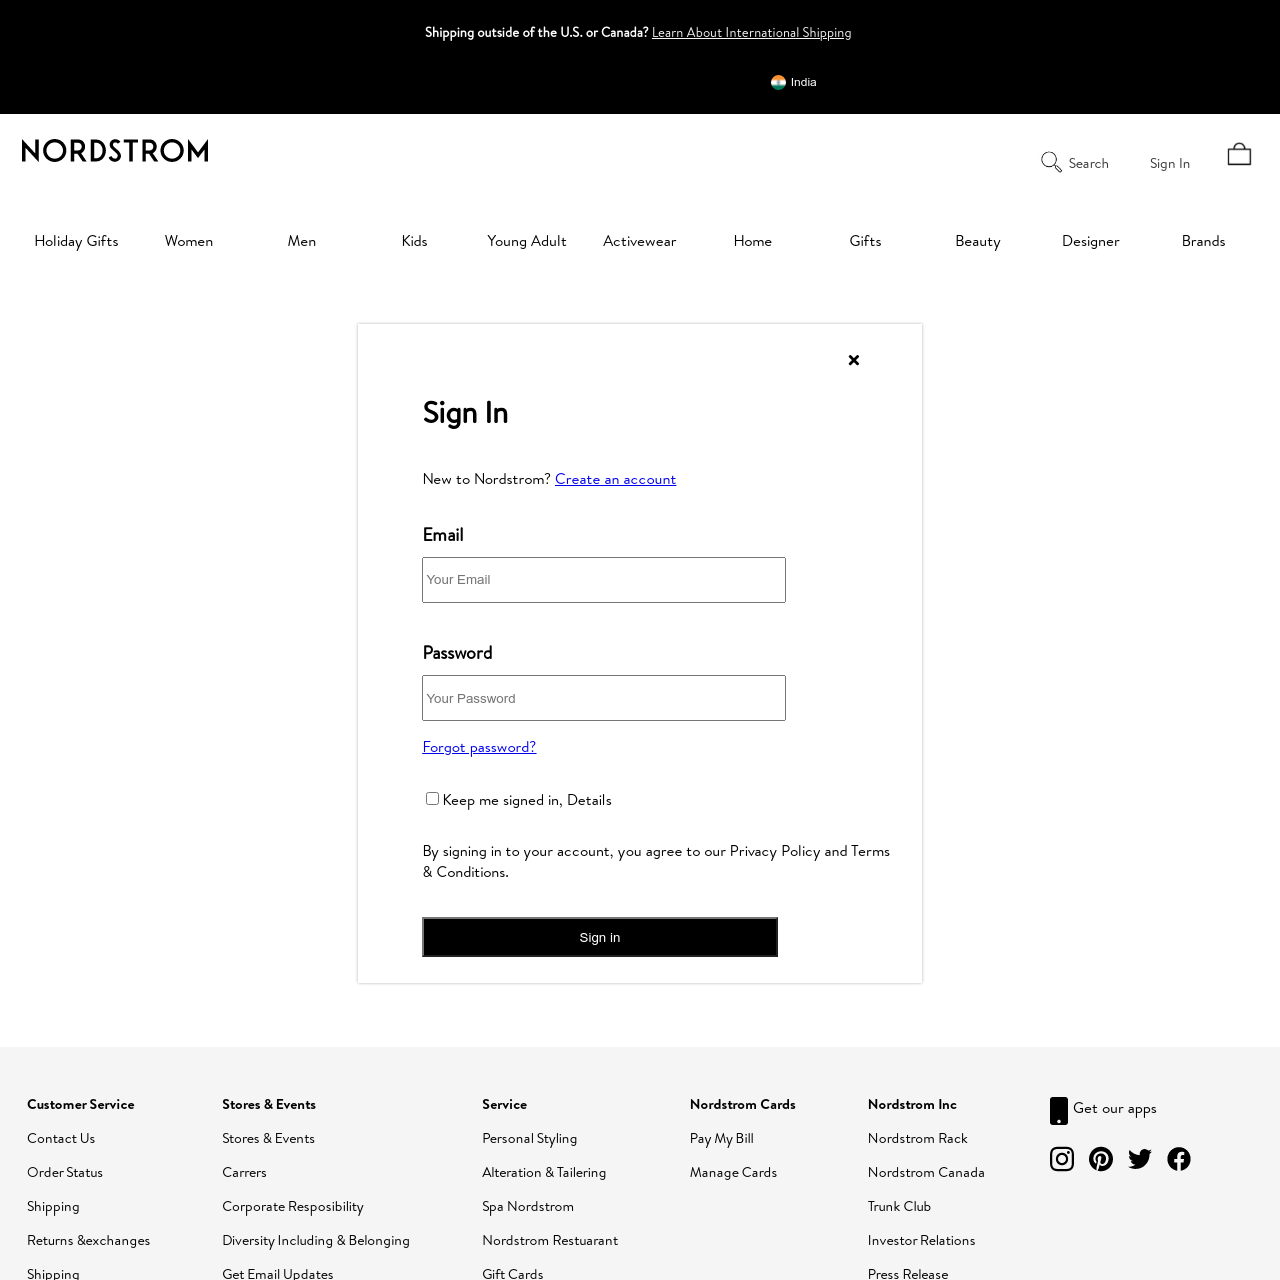 Shipping outside of the U.S. or Canada? Learn About International Shipping
India
NORDSTROM
Search
Sign In
Holiday Gifts
Women
Men
Kids
Young Adult
Activewear
Home
Gifts
Beauty
Designer
Brands
Sign In
New to Nordstrom? Create an account
Email
Your Email
Password
Your Password
Forgot password?
Keep me signed in, Details
By signing in to your account, you agree to our Privacy Policy and Terms
& Conditions.
Sign in
Customer Service
Contact Us
Order Status
Shipping
Returns &exchanges
Shipping
Stores & Events
Stores & Events
Carrers
Corporate Resposibility
Diversity Including & Belonging
Get Email Updates
Service
Personal Styling
Alteration & Tailering
Spa Nordstrom
Nordstrom Restuarant
Gift Cards
Nordstrom Cards
Pay My Bill
Manage Cards
Nordstrom Inc
Nordstrom Rack
Nordstrom Canada
Trunk Club
Investor Relations
Press Release
Get our apps